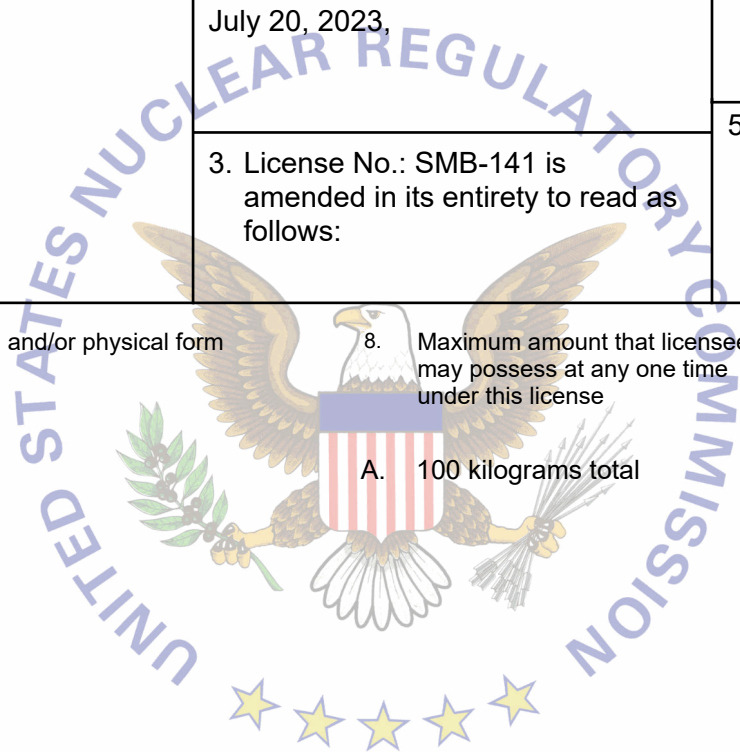 July 20, 2023,
3. License No.: SMB-141 is
amended in its entirety to read as
follows:
5
and/or physical form
8. Maximum amount that licensee
may possess at any one time
under this license
A. 100 kilograms total
UNITED STATES NUCLEAR REGULATORY COMMISSION